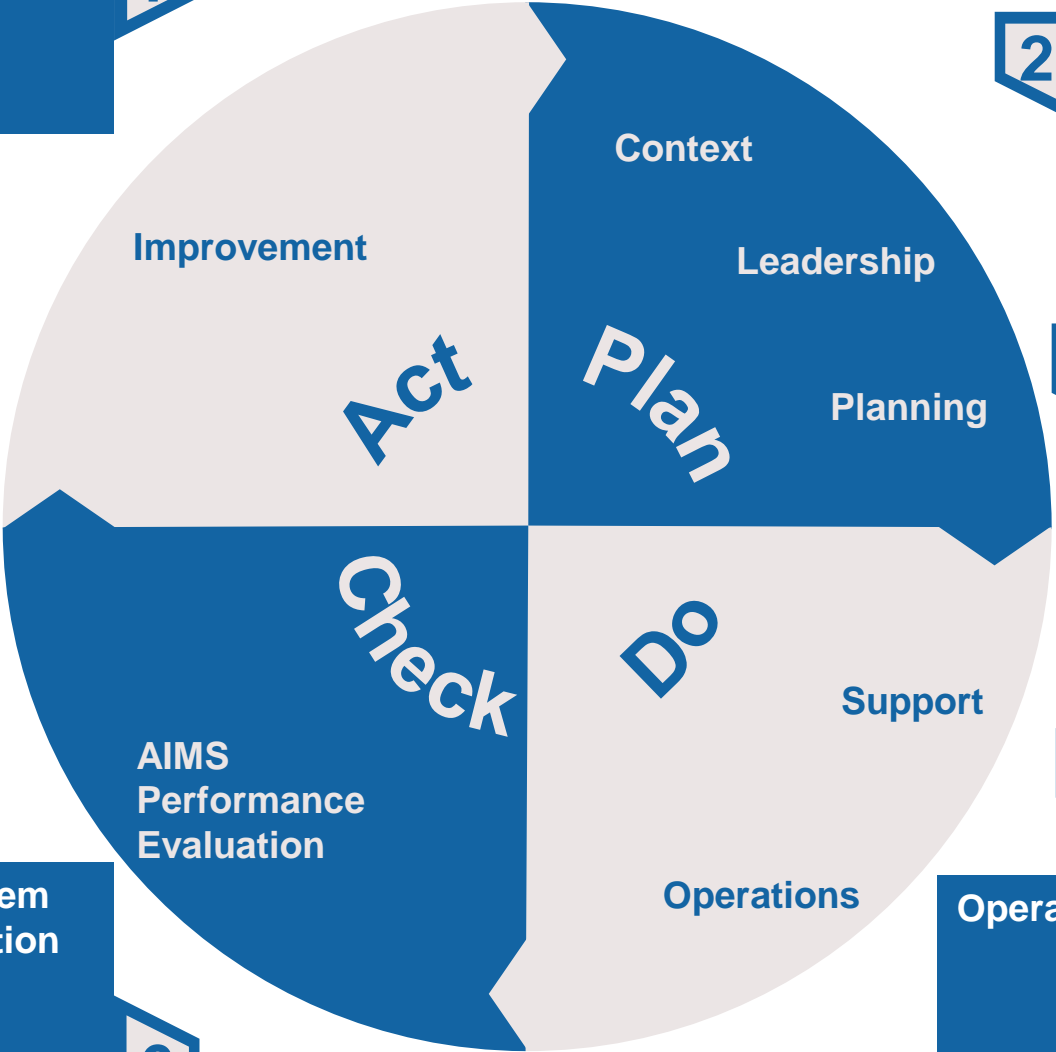 2
Context
Improvement
Leadership
Act
Plan
Planning
Check
Do
Support
AIMS
Performance
Evaluation
Operations
em
tion
Opera